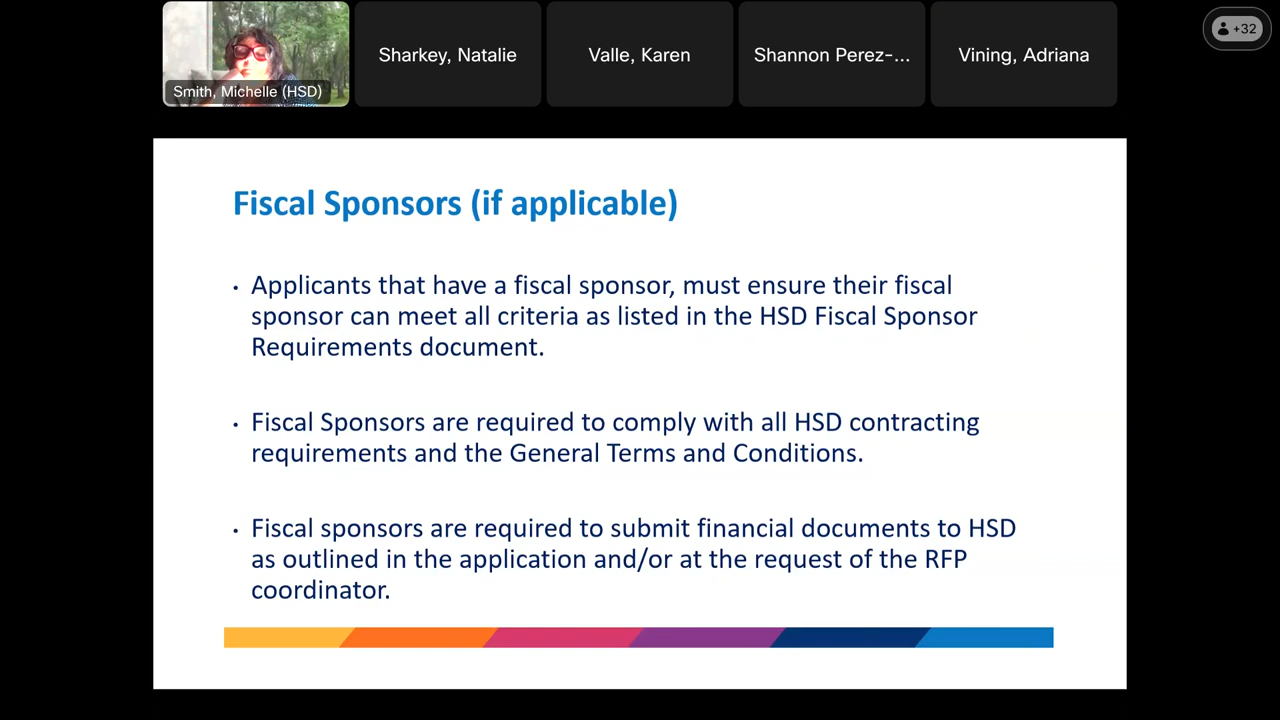 Smith, Michelle (HSD)
Sharkey, Natalie
Valle, Karen
Shannon Perez-...
Vining, Adriana
+32
Fiscal Sponsors (if applicable)
• Applicants that have a fiscal sponsor, must ensure their fiscal
sponsor can meet all criteria as listed in the HSD Fiscal Sponsor
Requirements document.
• Fiscal Sponsors are required to comply with all HSD contracting
requirements and the General Terms and Conditions.
• Fiscal sponsors are required to submit financial documents to HSD
as outlined in the application and/or at the request of the RFP
coordinator.